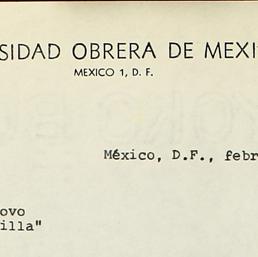 SIDAD OBRERA DE MEXI
MEXICO 1, D. F.
México, D.F., febr
ovo
illa"